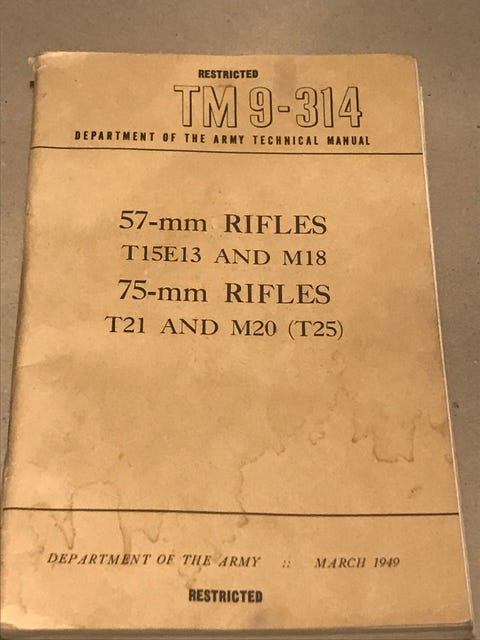 RESTRICTED
TM 9-314
DEPARTMENT OF THE ARMY TECHNICAL MANUAL
57-mm RIFLES
T15E13 AND M18
75-mm RIFLES
T21 AND M20 (T25)
DEPARTMENT OF THE ARMY :: MARCH 1949
RESTRICTED